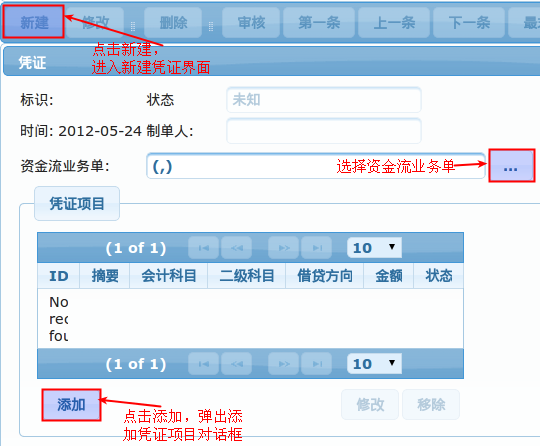 新建 修改 删除 审核 第一条 上一条 下一条
点击新建，
进入新建凭证界面
凭证
标识： 状态 未知
时间: 2012-05-24 制单人：
资金流业务单： (,) 选择资金流业务单 ...
凭证项目
(1 of 1) 10
ID 摘要 会计科目 二级科目 借贷方向 金额 状态
No
rec
fou
(1 of 1) 10
添加 修改 移除
点击添加，弹出添
加凭证项目对话框